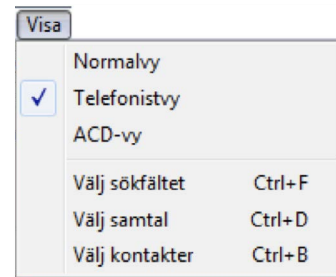 Visa
Normalvy
Telefonistvy
ACD-vy
Välj sökfältet Ctrl+F
Välj samtal Ctrl+D
Välj kontakter Ctrl+B